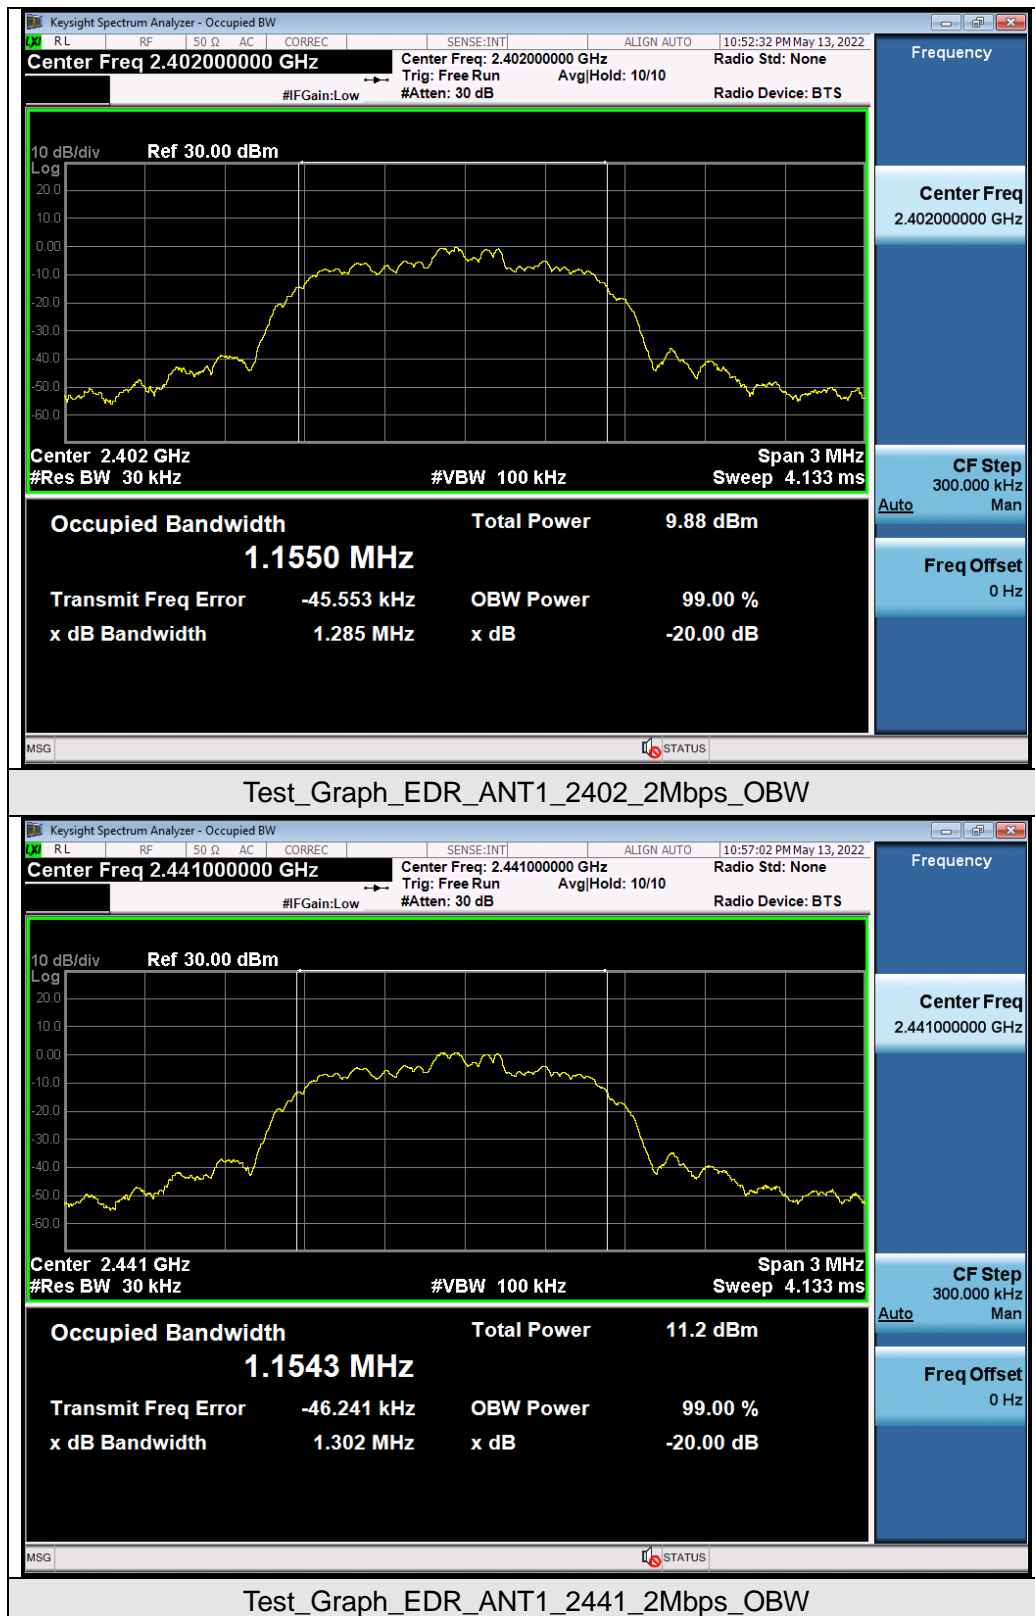 Keysight Spectrum Analyzer - Occupied BW
LXI RL RF 50 Ω AC CORREC SENSE:INT ALIGN AUTO 10:52:32 PM May 13, 2022
Center Freq 2.402000000 GHz
Center Freq: 2.402000000 GHz
Radio Std: None
Trig: Free Run Avg|Hold: 10/10
#IFGain:Low
#Atten: 30 dB
Radio Device: BTS
10 dB/div Ref 30.00 dBm
Log
20.0
10.0
0.00
-10.0
-20.0
-30.0
-40.0
-50.0
-60.0
Center 2.402 GHz Span 3 MHz
#Res BW 30 kHz #VBW 100 kHz Sweep 4.133 ms
Occupied Bandwidth Total Power 9.88 dBm
1.1550 MHz
Transmit Freq Error -45.553 kHz OBW Power 99.00 %
x dB Bandwidth 1.285 MHz x dB -20.00 dB
MSG STATUS
Frequency
Center Freq
2.402000000 GHz
CF Step
300.000 kHz
Auto Man
Freq Offset
0 Hz
Test_Graph_EDR_ANT1_2402_2Mbps_OBW
Keysight Spectrum Analyzer - Occupied BW
LXI RL RF 50 Ω AC CORREC SENSE:INT ALIGN AUTO 10:57:02 PM May 13, 2022
Center Freq 2.441000000 GHz
Center Freq: 2.441000000 GHz
Radio Std: None
Trig: Free Run Avg|Hold: 10/10
#IFGain:Low
#Atten: 30 dB
Radio Device: BTS
10 dB/div Ref 30.00 dBm
Log
20.0
10.0
0.00
-10.0
-20.0
-30.0
-40.0
-50.0
-60.0
Center 2.441 GHz Span 3 MHz
#Res BW 30 kHz #VBW 100 kHz Sweep 4.133 ms
Occupied Bandwidth Total Power 11.2 dBm
1.1543 MHz
Transmit Freq Error -46.241 kHz OBW Power 99.00 %
x dB Bandwidth 1.302 MHz x dB -20.00 dB
MSG STATUS
Frequency
Center Freq
2.441000000 GHz
CF Step
300.000 kHz
Auto Man
Freq Offset
0 Hz
Test_Graph_EDR_ANT1_2441_2Mbps_OBW